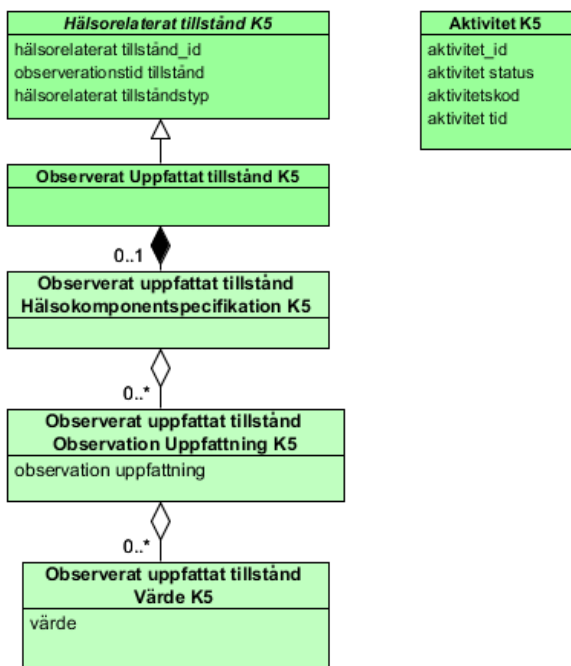 Hälsorelaterat tillstånd K5
hälsorelaterat tillstånd_id
observerationstid tillstånd
hälsorelaterat tillståndstyp
Aktivitet K5
aktivitet_id
aktivitet status
aktivitetskod
aktivitet tid
Observerat Uppfattat tillstånd K5
0..1
Observerat uppfattat tillstånd
Hälsokomponentspecifikation K5
0..*
Observerat uppfattat tillstånd
Observation Uppfattning K5
observation uppfattning
0..*
Observerat uppfattat tillstånd
Värde K5
värde